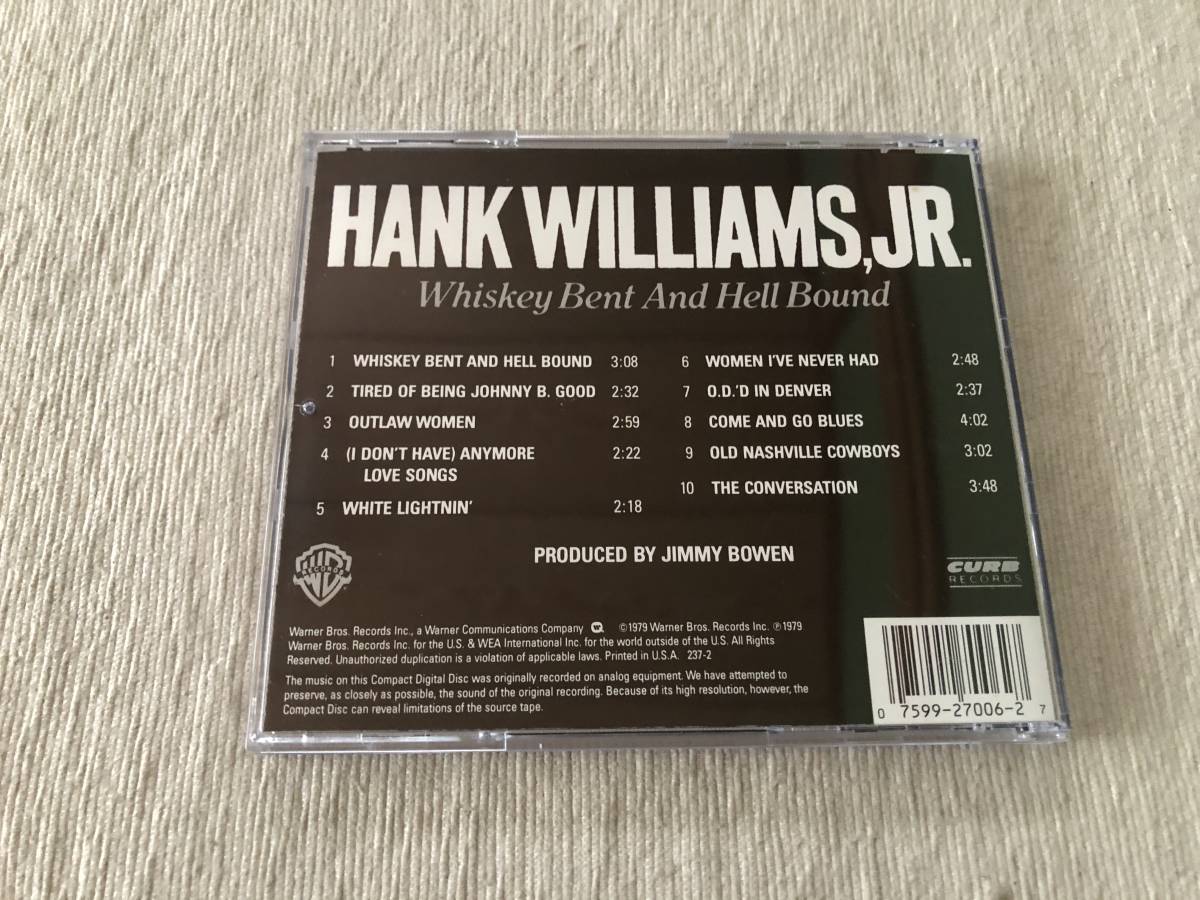 HANK WILLIAMS, JR.
Whiskey Bent And Hell Bound
1 WHISKEY BENT AND HELL BOUND 3:08
2 TIRED OF BEING JOHNNY B. GOOD 2:32
3 OUTLAW WOMEN 2:59
4 (I DON'T HAVE) ANYMORE
LOVE SONGS 2:22
5 WHITE LIGHTNIN' 2:18
6 WOMEN I'VE NEVER HAD 2:48
7 O.D.'D IN DENVER 2:37
8 COME AND GO BLUES 4:02
9 OLD NASHVILLE COWBOYS 3:02
10 THE CONVERSATION 3:48
PRODUCED BY JIMMY BOWEN
WB
RECORDS
CURB
RECORDS
Warner Bros. Records Inc., a Warner Communications Company ©1979 Warner Bros. Records Inc. ℗1979
Warner Bros. Records Inc. for the U.S. & WEA International Inc. for the world outside of the U.S. All Rights
Reserved. Unauthorized duplication is a violation of applicable laws. Printed in U.S.A. 237-2
The music on this Compact Digital Disc was originally recorded on analog equipment. We have attempted to
preserve, as closely as possible, the sound of the original recording. Because of its high resolution, however, the
Compact Disc can reveal limitations of the source tape.
0 7599-27006-2 7